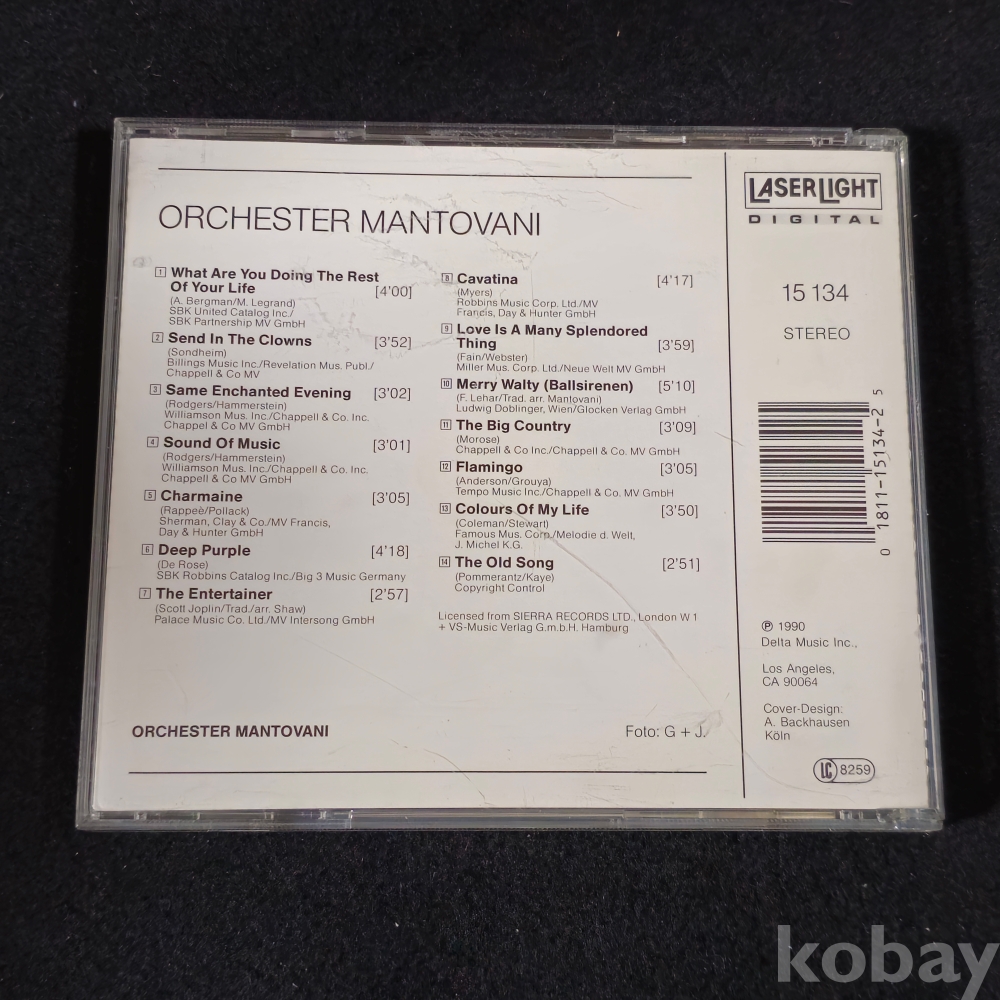 ORCHESTER MANTOVANI
1 What Are You Doing The Rest
Of Your Life [4'00]
(A. Bergman/M. Legrand)
SBK United Catalog Inc./
SBK Partnership MV GmbH
2 Send In The Clowns [3'52]
(Sondheim)
Billings Music Inc./Revelation Mus. Publ./
Chappell & Co MV
3 Same Enchanted Evening [3'02]
(Rodgers/Hammerstein)
Williamson Mus. Inc./Chappell & Co. Inc.
Chappel & Co MV GmbH
4 Sound Of Music [3'01]
(Rodgers/Hammerstein)
Williamson Mus. Inc./Chappell & Co. Inc.
Chappell & Co MV GmbH
5 Charmaine [3'05]
(Rappeè/Pollack)
Sherman, Clay & Co./MV Francis,
Day & Hunter GmbH
6 Deep Purple [4'18]
(De Rose)
SBK Robbins Catalog Inc./Big 3 Music Germany
7 The Entertainer [2'57]
(Scott Joplin/Trad./arr. Shaw)
Palace Music Co. Ltd/MV Intersong GmbH
8 Cavatina [4'17]
(Myers)
Robbins Music Corp. Ltd/MV
Francis, Day & Hunter GmbH
9 Love Is A Many Splendored
Thing [3'59]
(Fain/Webster)
Miller Mus. Corp. Ltd/Neue Welt MV GmbH
10 Merry Walty (Ballsirenen) [5'10]
(F. Lehar/Trad. arr. Mantovani)
Ludwig Doblinger, Wien/Glocken Verlag GmbH
11 The Big Country [3'09]
(Morose)
Chappell & Co Inc./Chappell & Co MV GmbH
12 Flamingo [3'05]
(Anderson/Grouya)
Tempo Music Inc./Chappell & Co MV GmbH
13 Colours Of My Life [3'50]
(Coleman/Stewart)
Famous Mus. Corp./Melodie d. Welt,
J. Michel K.G.
14 The Old Song [2'51]
(Pommerantz/Kaye)
Copyright Control
Licensed from SIERRA RECORDS LTD., London W 1
+ VS-Music Verlag G.m.b.H. Hamburg
ORCHESTER MANTOVANI Foto: G + J.
LASERLIGHT
DIGITAL
15 134
STEREO
0 1811-15134-2 5
℗ 1990
Delta Music Inc.,
Los Angeles,
CA 90064
Cover-Design:
A. Backhausen
Köln
LC 8259
kobay